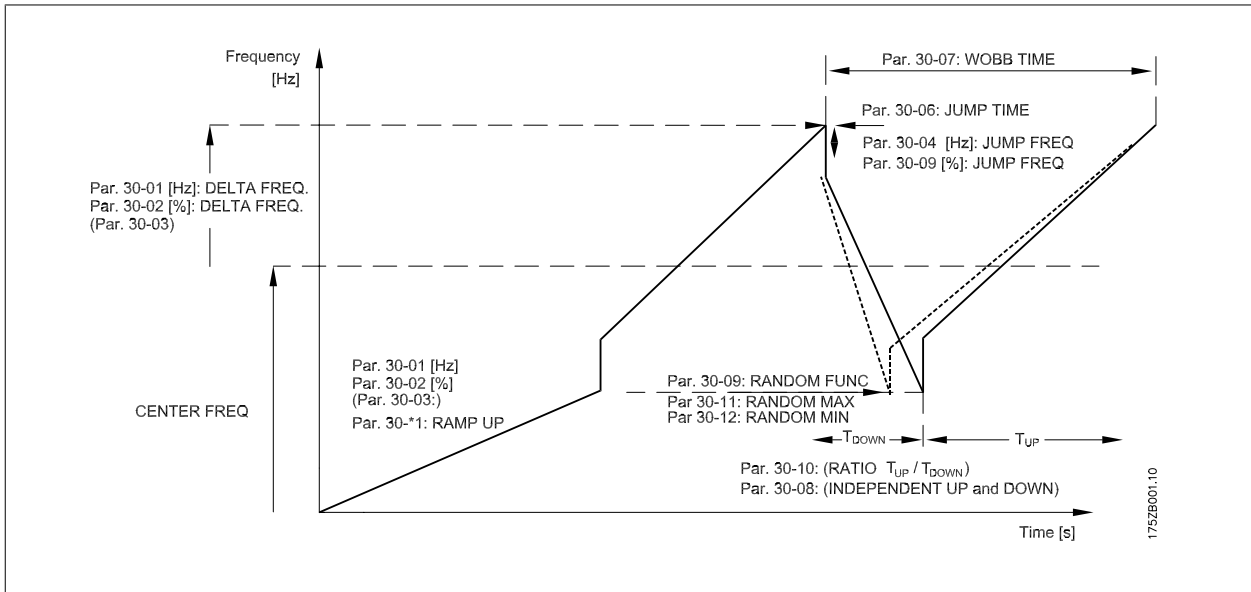 Frequency
[Hz]
Par. 30-07: WOBB TIME
Par. 30-06: JUMP TIME
Par. 30-04 [Hz]: JUMP FREQ
Par. 30-09 [%]: JUMP FREQ
Par. 30-01 [Hz]: DELTA FREQ.
Par. 30-02 [%]: DELTA FREQ.
(Par. 30-03)
Par. 30-01 [Hz]
Par. 30-02 [%]
(Par. 30-03:)
Par. 30-*1: RAMP UP
CENTER FREQ
Par. 30-09: RANDOM FUNC
Par. 30-11: RANDOM MAX
Par 30-12: RANDOM MIN
TDOWN
TUP
Par. 30-10: (RATIO TUP / TDOWN)
Par. 30-08: (INDEPENDENT UP and DOWN)
Time [s]
175ZB001.10